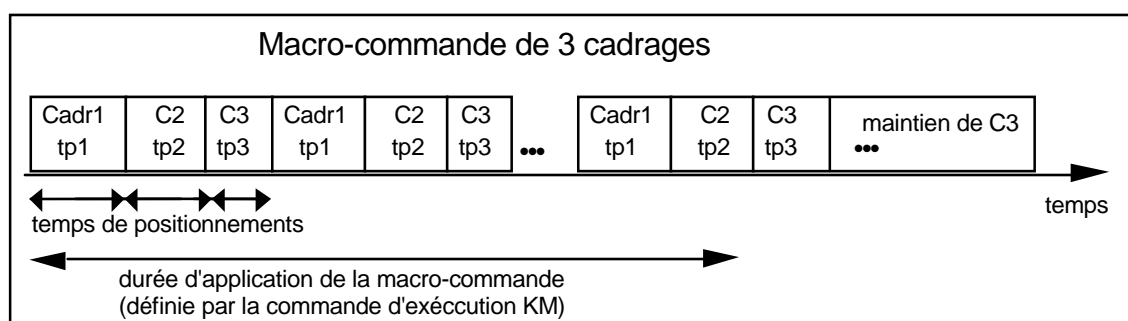 Macro-commande de 3 cadrages
Cadr1 C2 C3 Cadr1 C2 C3 Cadr1 C2 C3 maintien de C3
tp1 tp2 tp3 tp1 tp2 tp3 ••• tp1 tp2 tp3 •••
temps
temps de positionnements
durée d'application de la macro-commande
(définie par la commande d'exéccution KM)